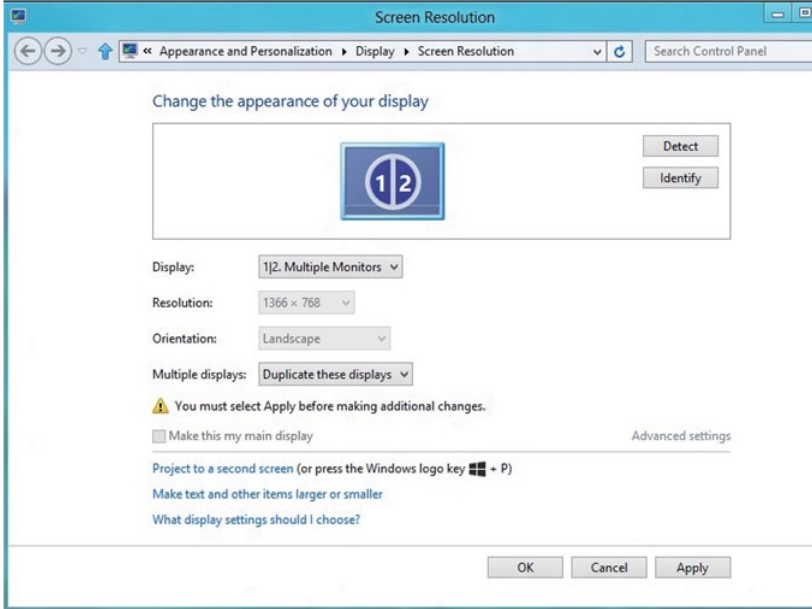 Screen Resolution
« Appearance and Personalization Display Screen Resolution Search Control Panel
Change the appearance of your display
1 2
Detect
Identify
Display: 1|2. Multiple Monitors
Resolution: 1366 × 768
Orientation: Landscape
Multiple displays: Duplicate these displays
You must select Apply before making additional changes.
Make this my main display Advanced settings
Project to a second screen (or press the Windows logo key + P)
Make text and other items larger or smaller
What display settings should I choose?
OK Cancel Apply